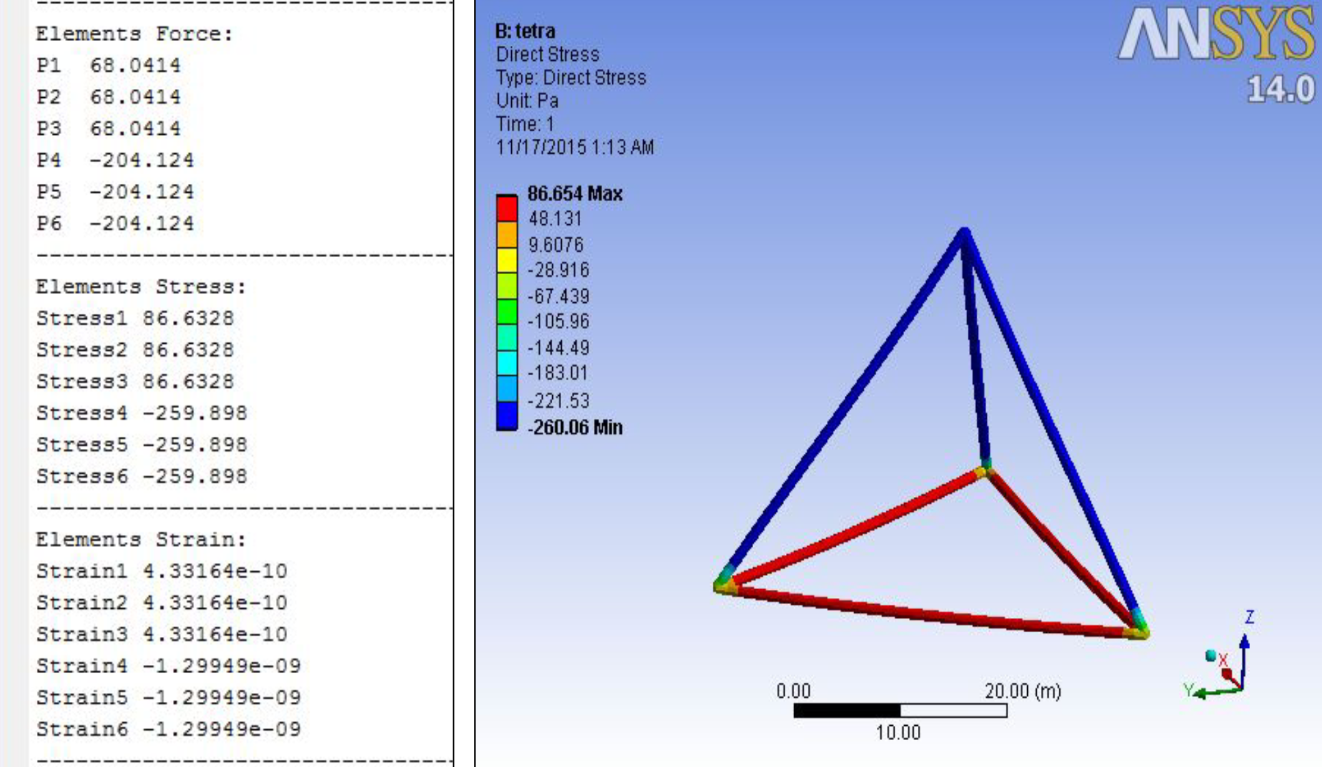 Elements Force:
P1 68.0414
P2 68.0414
P3 68.0414
P4 -204.124
P5 -204.124
P6 -204.124
Elements Stress:
Stress1 86.6328
Stress2 86.6328
Stress3 86.6328
Stress4 -259.898
Stress5 -259.898
Stress6 -259.898
Elements Strain:
Strain1 4.33164e-10
Strain2 4.33164e-10
Strain3 4.33164e-10
Strain4 -1.29949e-09
Strain5 -1.29949e-09
Strain6 -1.29949e-09
B: tetra
Direct Stress
Type: Direct Stress
Unit: Pa
Time: 1
11/17/2015 1:13 AM
86.654 Max
48.131
9.6076
-28.916
-67.439
-105.96
-144.49
-183.01
-221.53
-260.06 Min
ANSYS
14.0
0.00
20.00 (m)
10.00
Z
X
Y